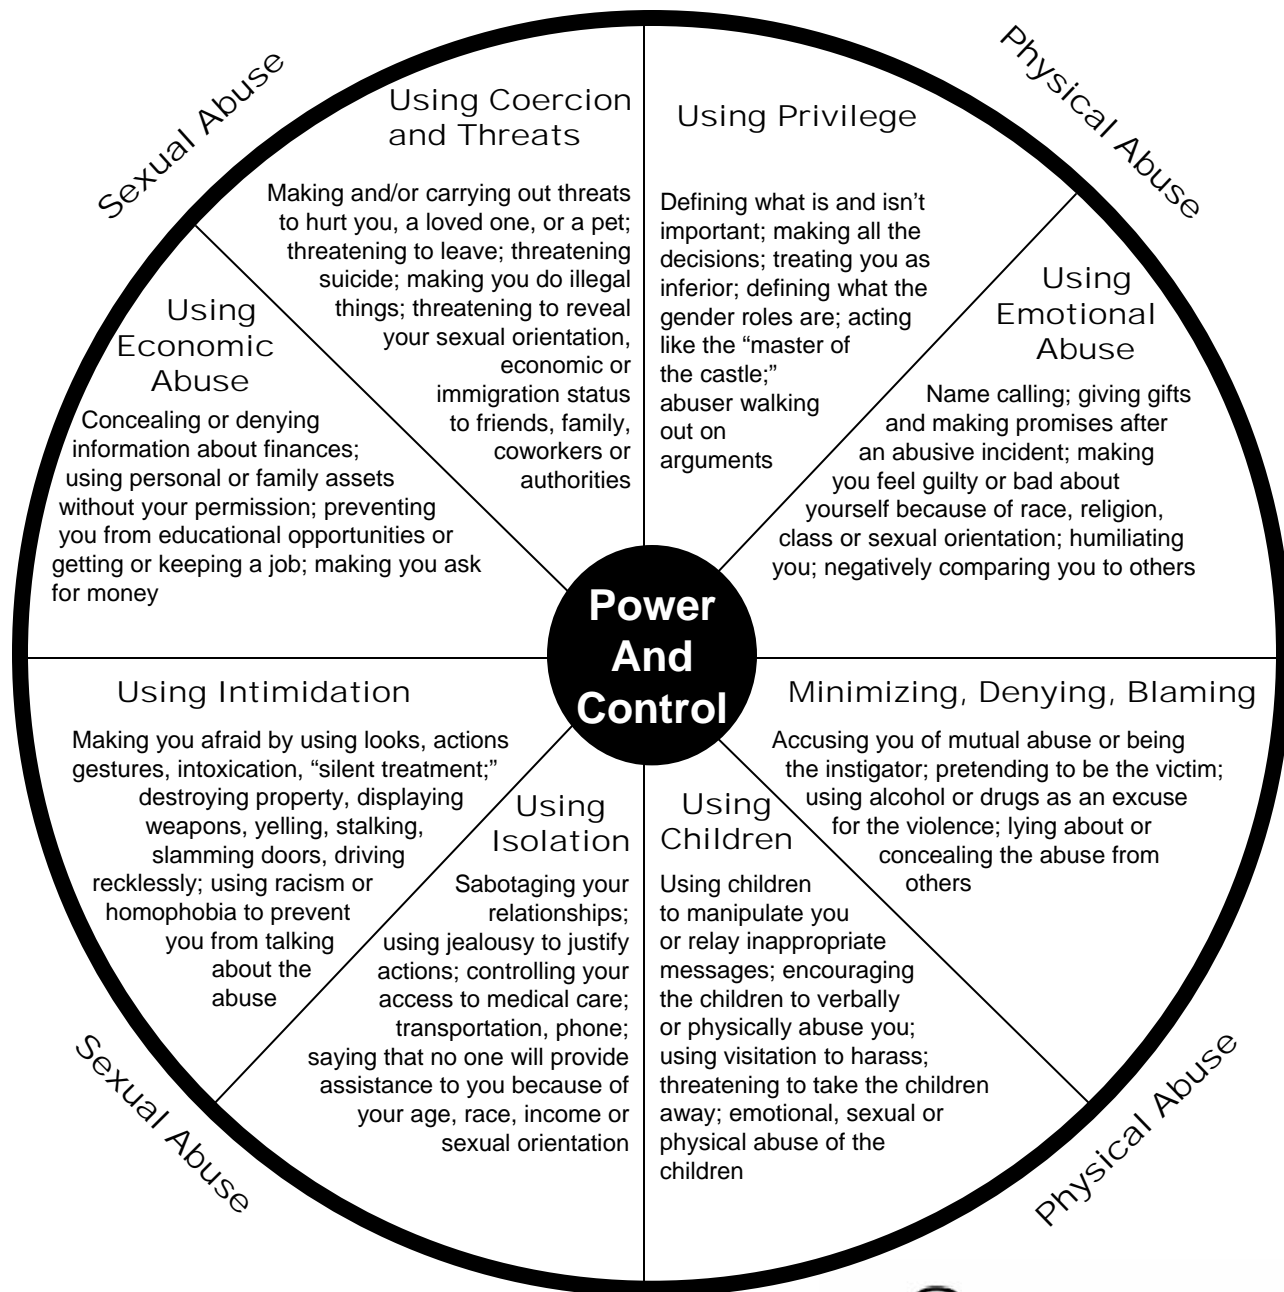 Sexual Abuse
Physical Abuse
Using Coercion
and Threats
Making and/or carrying out threats
to hurt you, a loved one, or a pet;
threatening to leave; threatening
suicide; making you do illegal
things; threatening to reveal
your sexual orientation,
economic or
immigration status
to friends, family,
coworkers or
authorities
Using Privilege
Defining what is and isn’t
important; making all the
decisions; treating you as
inferior; defining what the
gender roles are; acting
like the “master of
the castle;”
abuser walking
out on
arguments
Using
Economic
Abuse
Concealing or denying
information about finances;
using personal or family assets
without your permission; preventing
you from educational opportunities or
getting or keeping a job; making you ask
for money
Using
Emotional
Abuse
Name calling; giving gifts
and making promises after
an abusive incident; making
you feel guilty or bad about
yourself because of race, religion,
class or sexual orientation; humiliating
you; negatively comparing you to others
Power
And
Control
Using Intimidation
Making you afraid by using looks, actions
gestures, intoxication, “silent treatment;”
destroying property, displaying
weapons, yelling, stalking,
slamming doors, driving
recklessly; using racism or
homophobia to prevent
you from talking
about the
abuse
Using
Isolation
Sabotaging your
relationships;
using jealousy to justify
actions; controlling your
access to medical care;
transportation, phone;
saying that no one will provide
assistance to you because of
your age, race, income or
sexual orientation
Using
Children
Using children
to manipulate you
or relay inappropriate
messages; encouraging
the children to verbally
or physically abuse you;
using visitation to harass;
threatening to take the children
away; emotional, sexual or
physical abuse of the
children
Minimizing, Denying, Blaming
Accusing you of mutual abuse or being
the instigator; pretending to be the victim;
using alcohol or drugs as an excuse
for the violence; lying about or
concealing the abuse from
others
Sexual Abuse
Physical Abuse